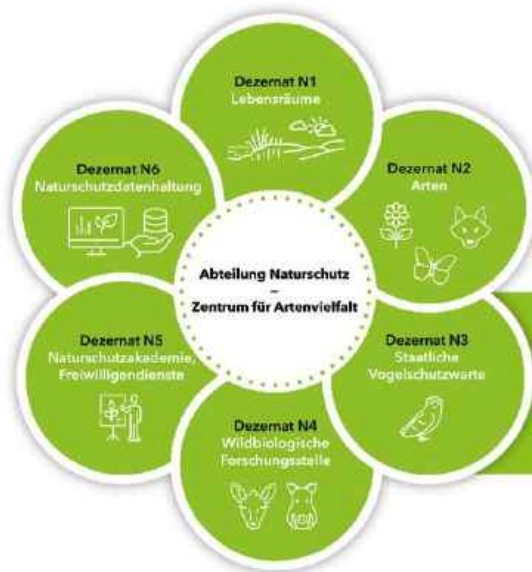 Dezernat N1
Lebensräume
Dezernat N2
Arten
Dezernat N3
Staatliche
Vogelschutzwarte
Dezernat N4
Wildbiologische
Forschungsstelle
Dezernat N5
Naturschutzakademie,
Freiwilligendienste
Dezernat N6
Naturschutzdatenhaltung
Abteilung Naturschutz
–
Zentrum für Artenvielfalt